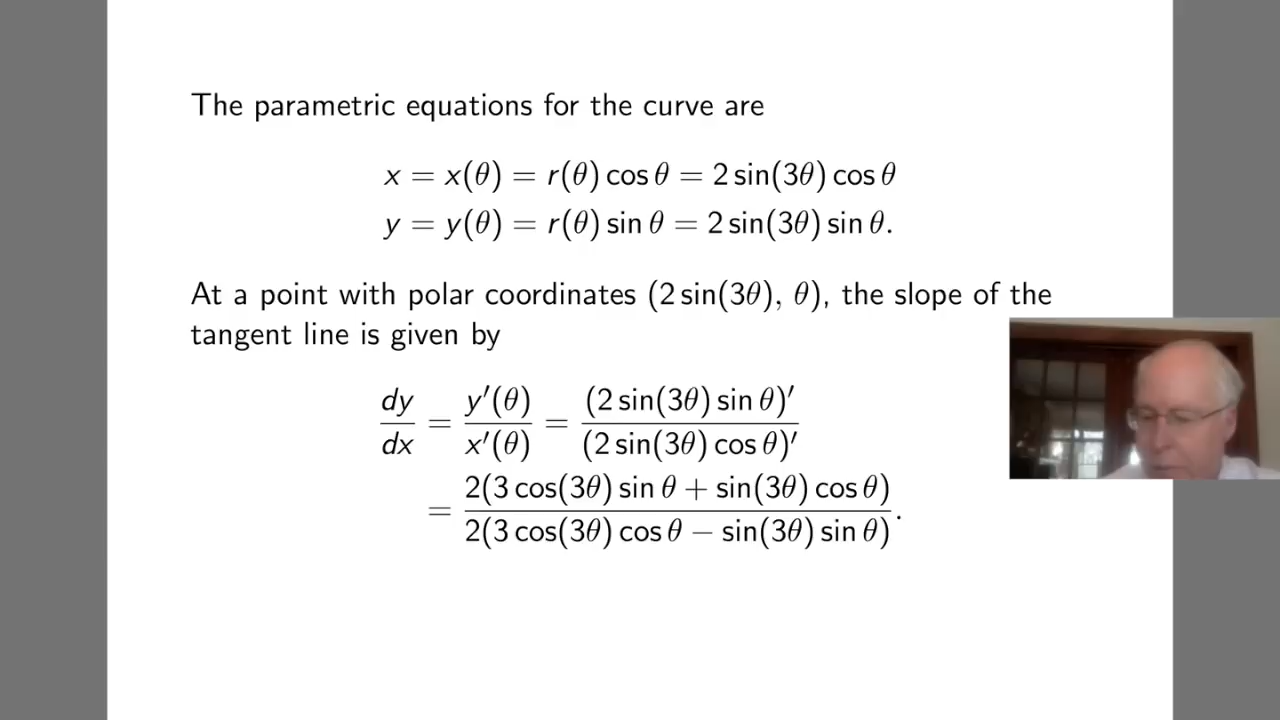 The parametric equations for the curve are
x = x(θ) = r(θ) cos θ = 2 sin(3θ) cos θ
y = y(θ) = r(θ) sin θ = 2 sin(3θ) sin θ.
At a point with polar coordinates (2 sin(3θ), θ), the slope of the
tangent line is given by
dy/dx = y′(θ)/x′(θ) = (2 sin(3θ) sin θ)′/(2 sin(3θ) cos θ)′
= 2(3 cos(3θ) sin θ + sin(3θ) cos θ)/2(3 cos(3θ) cos θ − sin(3θ) sin θ).